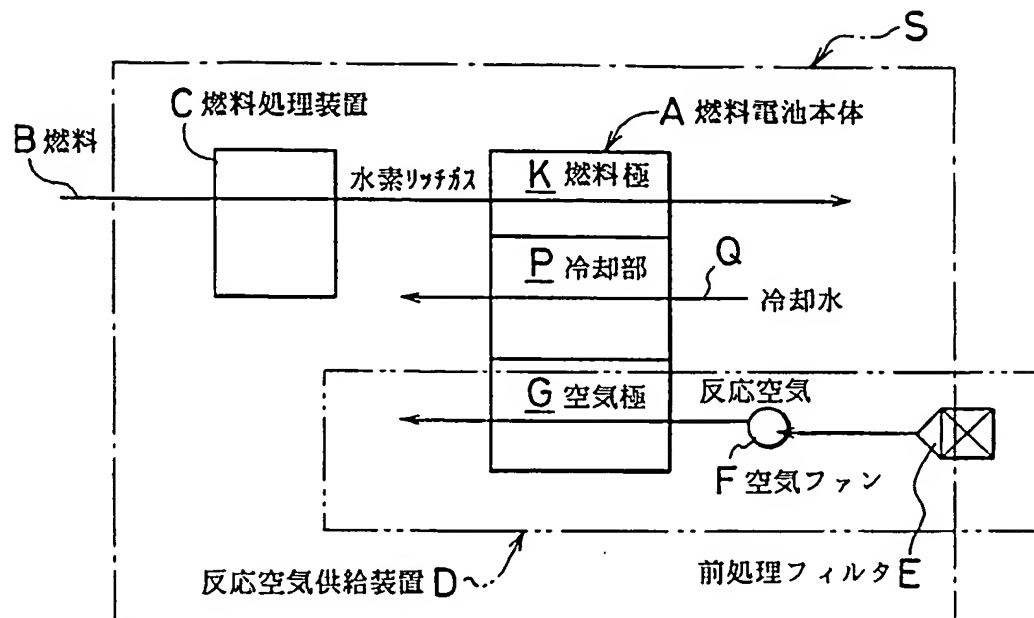 S
C 燃料処理装置
A 燃料電池本体
B 燃料
水素リッチガス
K 燃料極
P 冷却部
Q
冷却水
G 空気極
反応空気
F 空気ファン
反応空気供給装置 D
前処理フィルタ E